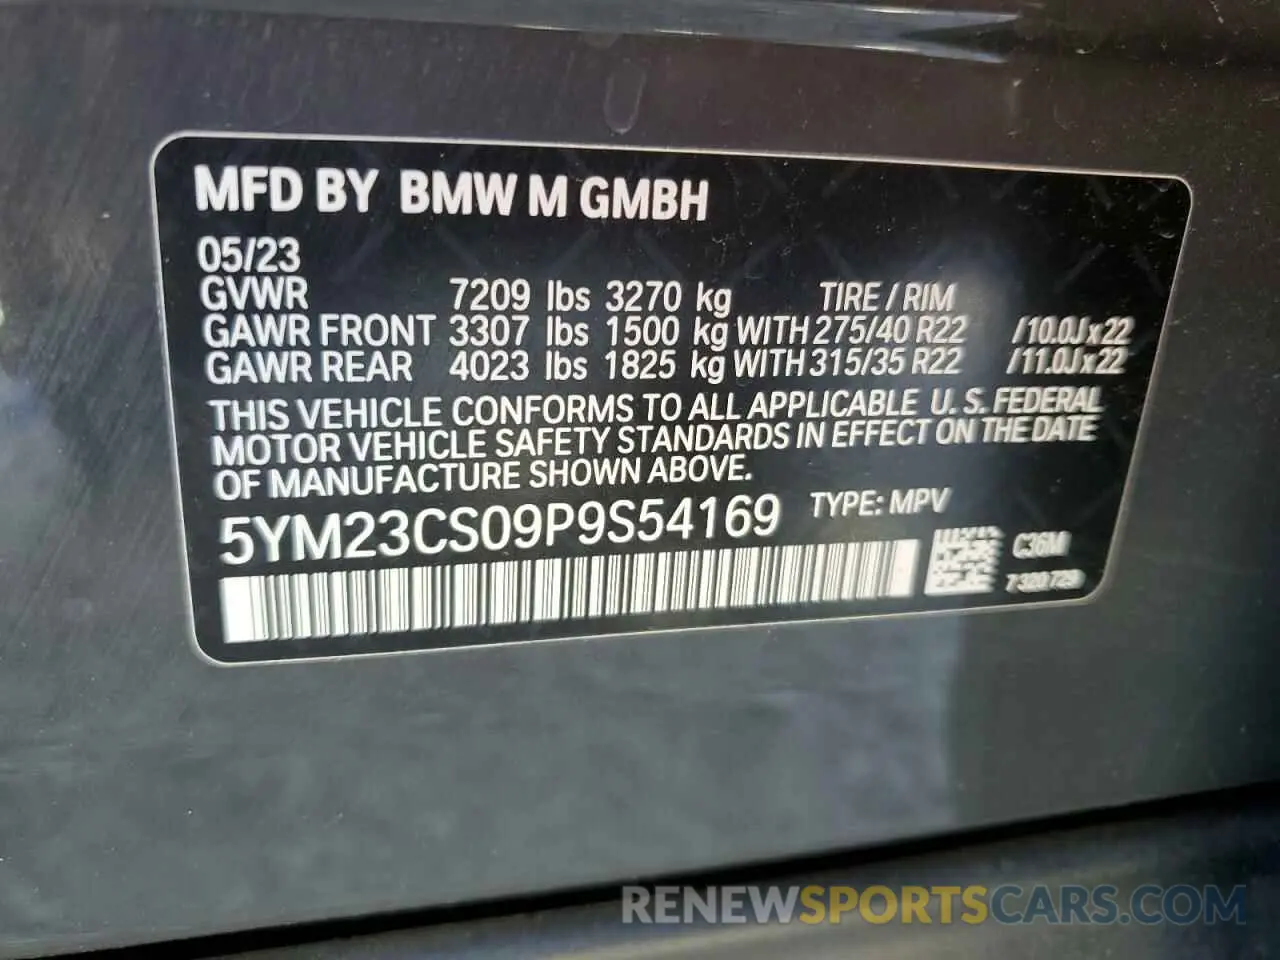 MFD BY BMW M GMBH
05/23
GVWR 7209 lbs 3270 kg TIRE / RIM
GAWR FRONT 3307 lbs 1500 kg WITH 275/40 R22 /10.0Jx22
GAWR REAR 4023 lbs 1825 kg WITH 315/35 R22 /11.0Jx22
THIS VEHICLE CONFORMS TO ALL APPLICABLE U. S. FEDERAL
MOTOR VEHICLE SAFETY STANDARDS IN EFFECT ON THE DATE
OF MANUFACTURE SHOWN ABOVE.
5YM23CS09P9S54169 TYPE: MPV
C36M
7320729
RENEWSPORTSCARS.COM